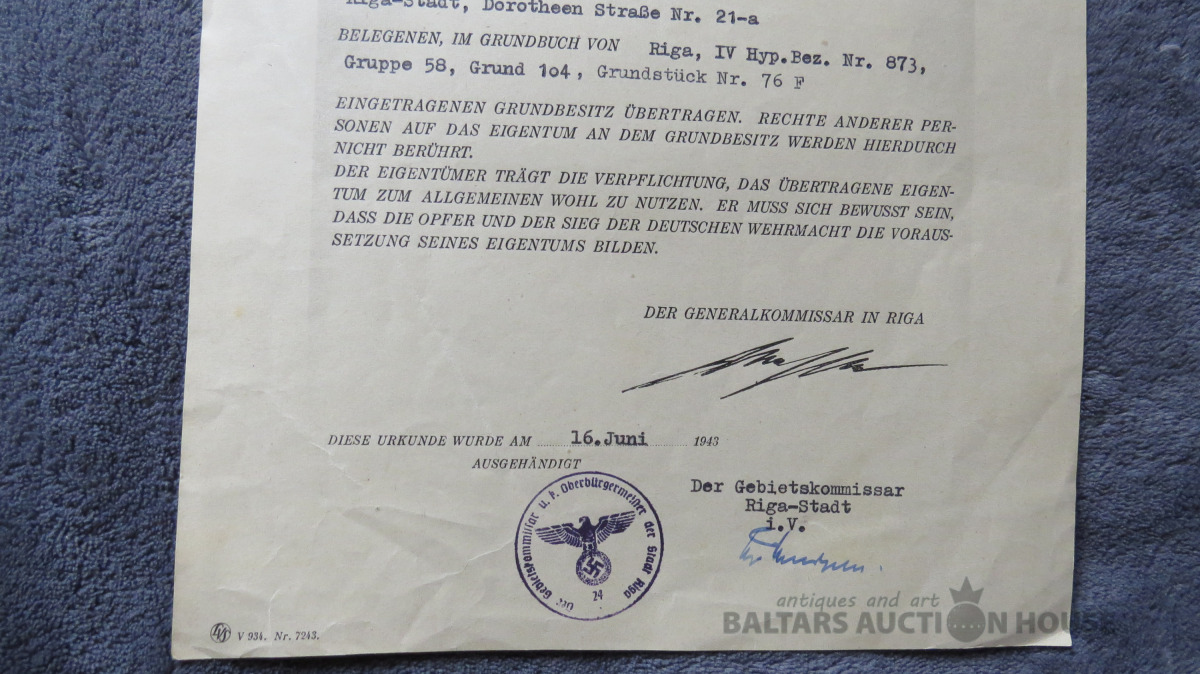 Riga-Stadt, Dorotheen Straße Nr. 21-a
BELEGENEN, IM GRUNDBUCH VON Riga, IV Hyp.Bez. Nr. 873,
Gruppe 58, Grund 104, Grundstück Nr. 76 F
EINGETRAGENEN GRUNDBESITZ ÜBERTRAGEN. RECHTE ANDERER PER-
SONEN AUF DAS EIGENTUM AN DEM GRUNDBESITZ WERDEN HIERDURCH
NICHT BERÜHRT.
DER EIGENTÜMER TRÄGT DIE VERPFLICHTUNG, DAS ÜBERTRAGENE EIGEN-
TUM ZUM ALLGEMEINEN WOHL ZU NUTZEN. ER MUSS SICH BEWUSST SEIN,
DASS DIE OPFER UND DER SIEG DER DEUTSCHEN WEHRMACHT DIE VORAUS-
SETZUNG SEINES EIGENTUMS BILDEN.
DER GENERALKOMMISSAR IN RIGA
DIESE URKUNDE WURDE AM 16.Juni 1943
AUSGEHÄNDIGT
Der Gebietskommissar
Riga-Stadt
i.V.
Der Gebietskommissar u. k. Oberbürgermeister der Stadt Riga
24
V 934. Nr. 7243.
antiques and art
BALTARS AUCTION HOUSE